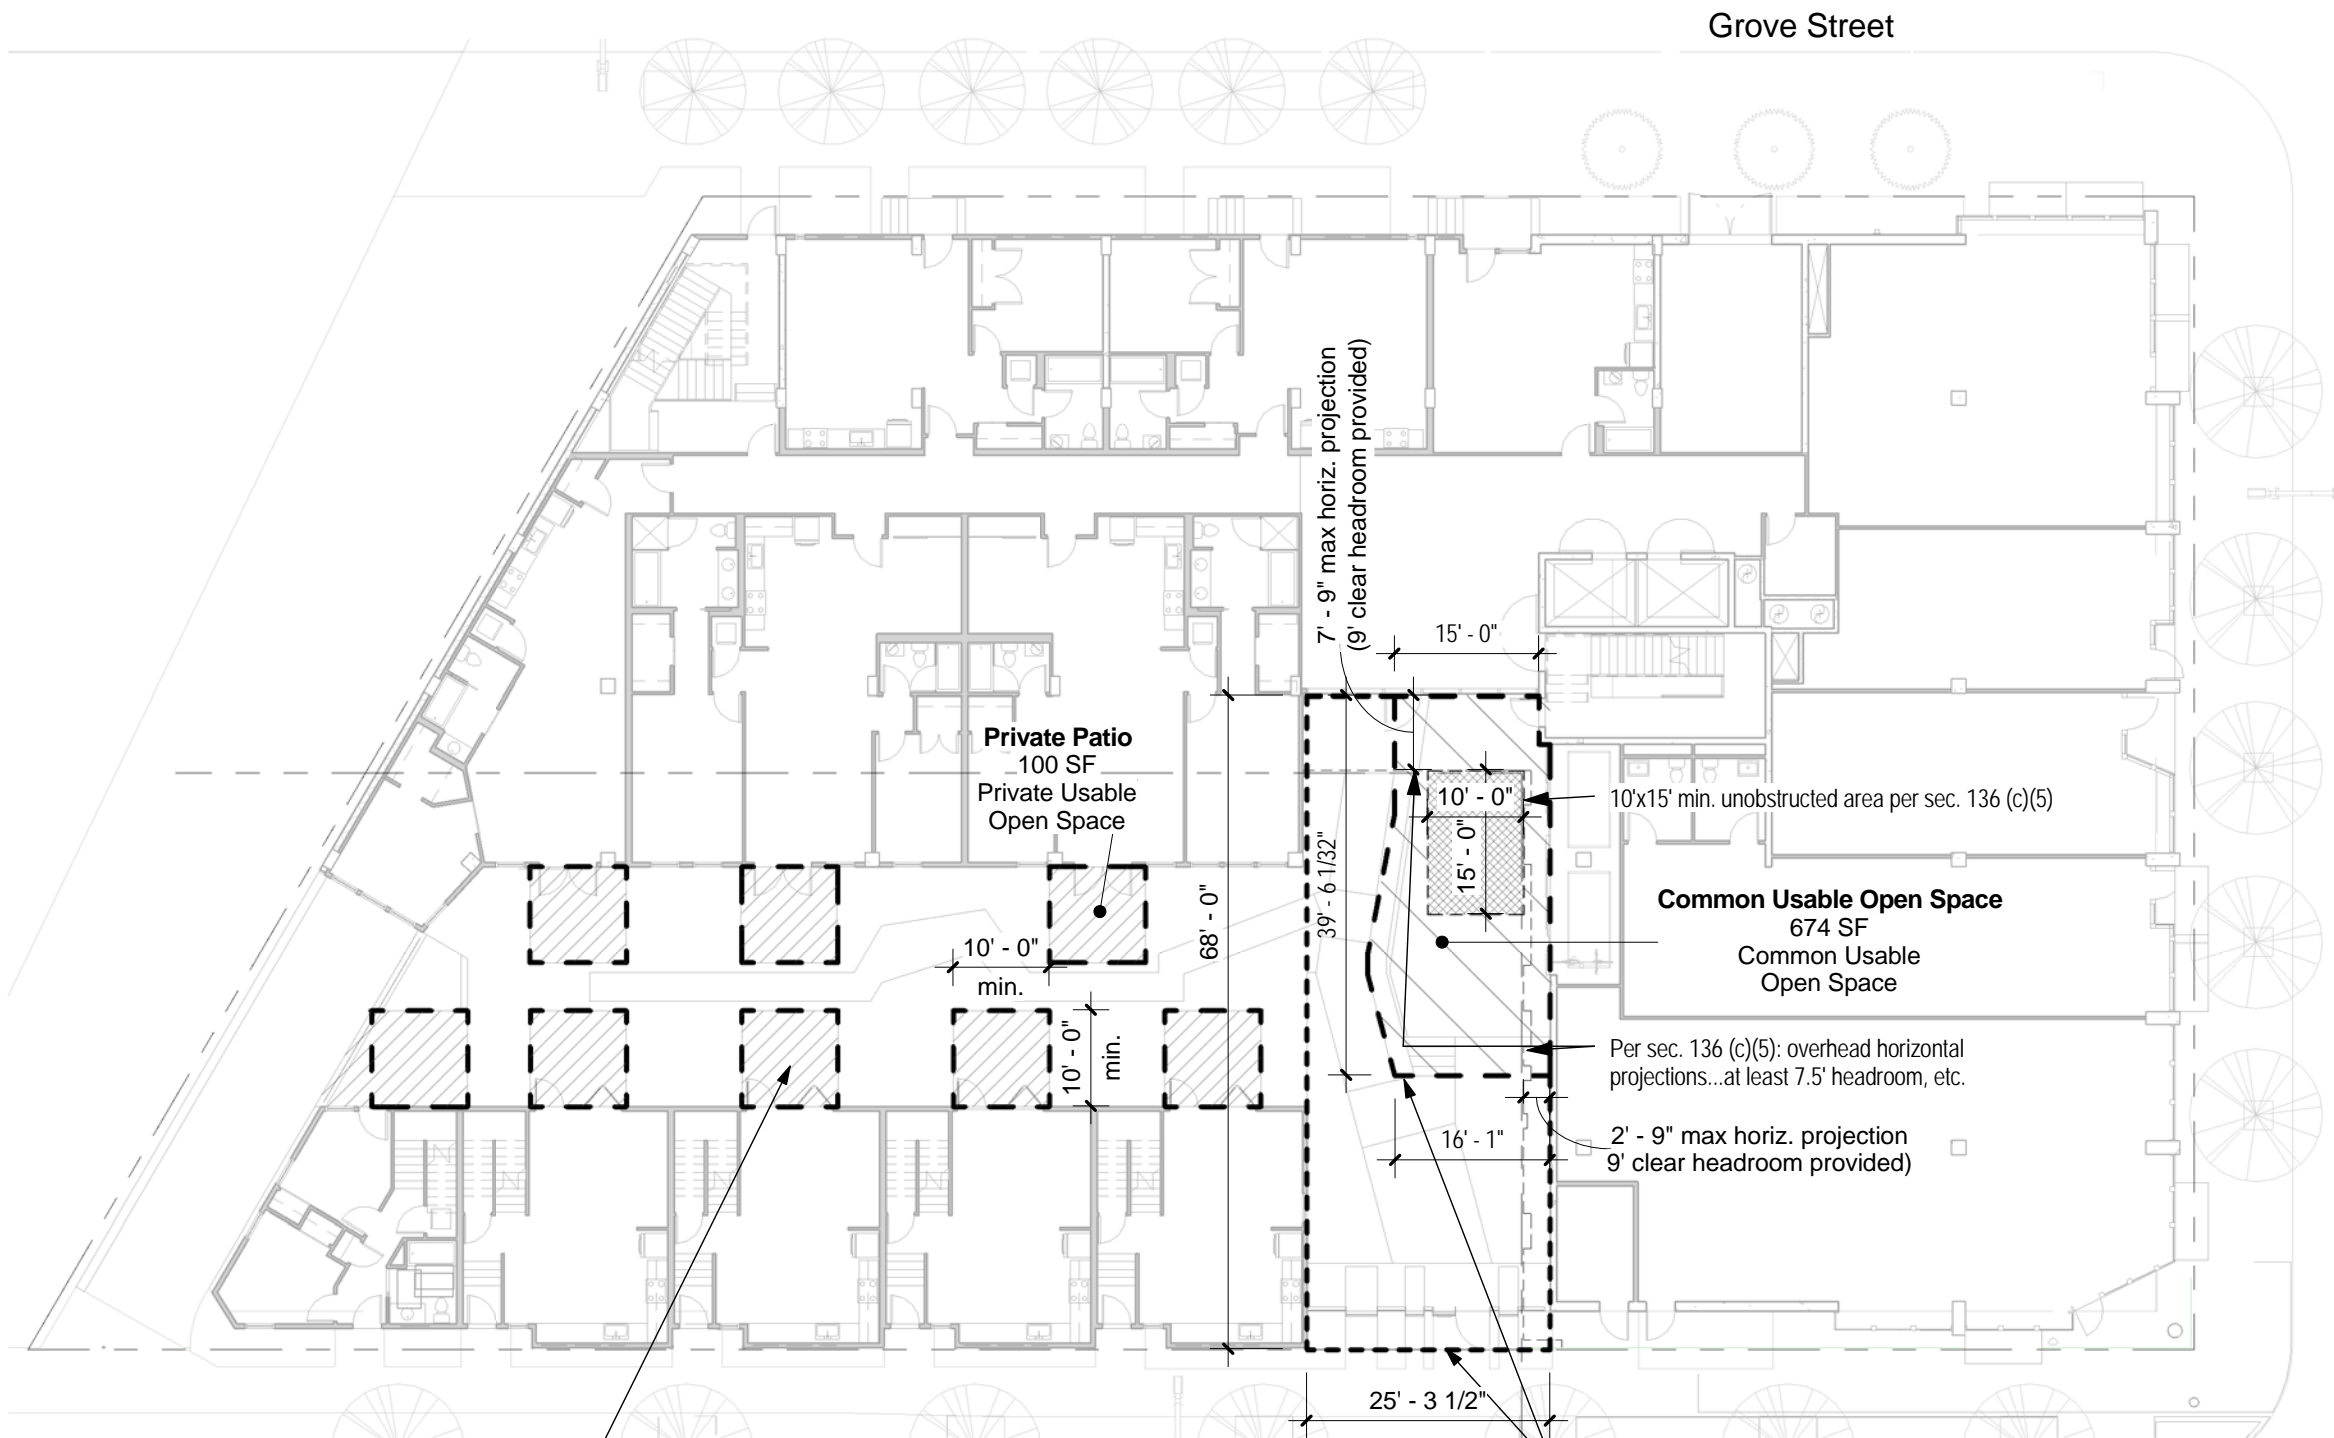 Grove Street
7' - 9" max horiz. projection
(9' clear headroom provided)
15' - 0"
Private Patio
100 SF
Private Usable
Open Space
10' - 0"
15' - 0"
10'x15' min. unobstructed area per sec. 136 (c)(5)
39' - 6 1/32"
68' - 0"
Common Usable Open Space
674 SF
Common Usable
Open Space
10' - 0"
min.
10' - 0"
min.
Per sec. 136 (c)(5): overhead horizontal
projections...at least 7.5' headroom, etc.
16' - 1"
2' - 9" max horiz. projection
9' clear headroom provided)
25' - 3 1/2"